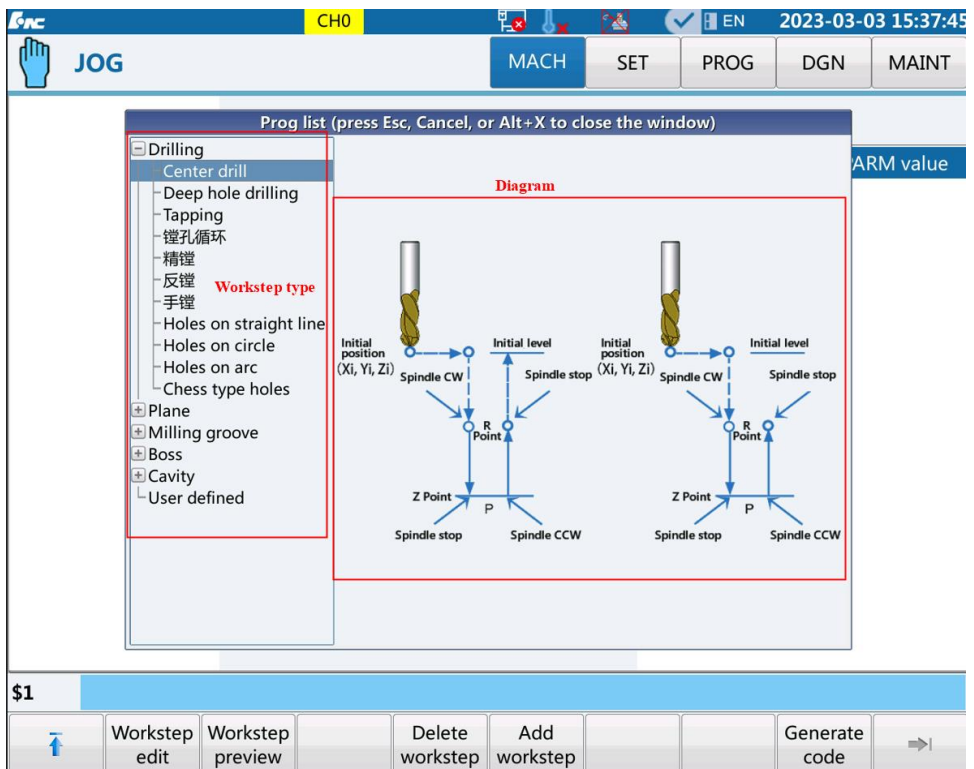 CH0
EN
2023-03-03 15:37:45
JOG
MACH
SET
PROG
DGN
MAINT
Prog list (press Esc, Cancel, or Alt+X to close the window)
PARM value
Drilling
Center drill
Deep hole drilling
Tapping
镗孔循环
精镗
反镗
手镗
Holes on straight line
Holes on circle
Holes on arc
Chess type holes
Plane
Milling groove
Boss
Cavity
User defined
Workstep type
Diagram
Initial
position
(Xi, Yi, Zi)
Initial level
Spindle CW
Spindle stop
R
Point
Z Point
P
Spindle stop
Spindle CCW
Initial
position
(Xi, Yi, Zi)
Initial level
Spindle CW
Spindle stop
R
Point
Z Point
P
Spindle stop
Spindle CCW
$1
Workstep
edit
Workstep
preview
Delete
workstep
Add
workstep
Generate
code